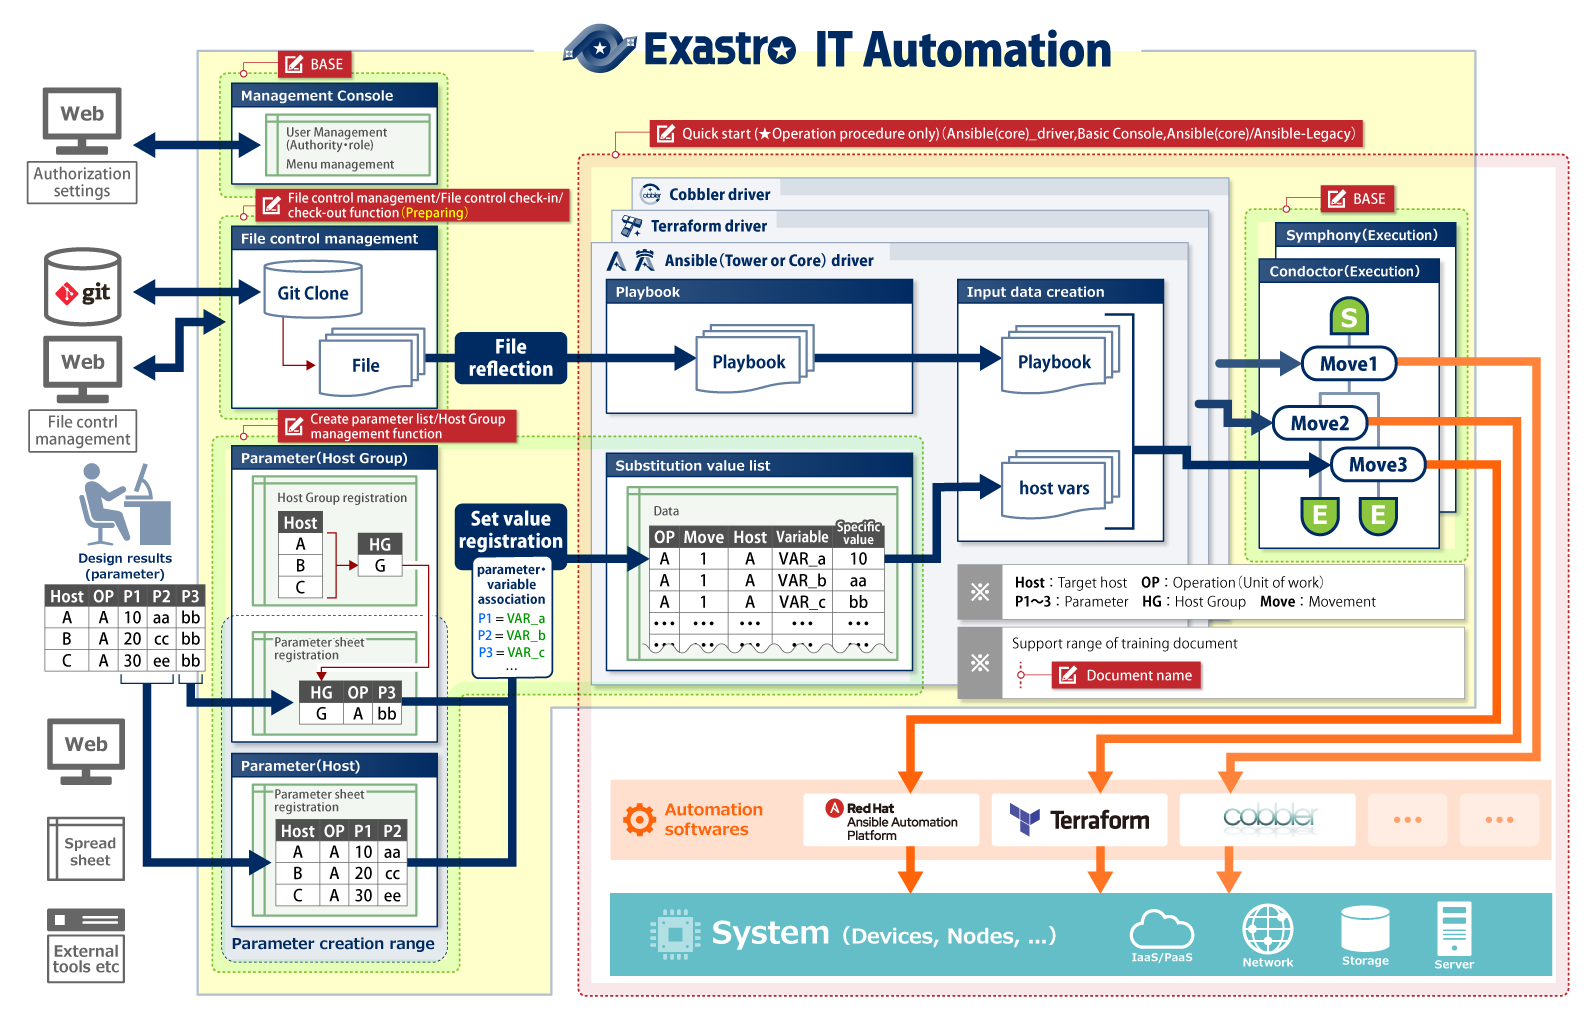 Exastro IT Automation
BASE
Management Console
User Management
(Authority・role)
Menu management
Web
Authorization
settings
File control management/File control check-in/
check-out function(Preparing)
File control management
Git Clone
File
git
Web
File contrl
management
File
reflection
Quick start (★Operation procedure only) (Ansible(core)_driver,Basic Console,Ansible(core)/Ansible-Legacy)
Cobbler driver
Terraform driver
Ansible(Tower or Core) driver
Playbook
Playbook
Input data creation
Playbook
host vars
BASE
Symphony(Execution)
Condoctor(Execution)
S
Move1
Move2
Move3
E
E
Create parameter list/Host Group
management function
Parameter(Host Group)
Host Group registration
Host
A
B
C
HG
G
Parameter sheet
registration
HG OP P3
G A bb
Design results
(parameter)
Host OP P1 P2 P3
A A 10 aa bb
B A 20 cc bb
C A 30 ee bb
Set value
registration
parameter・
variable
association
P1 = VAR_a
P2 = VAR_b
P3 = VAR_c
...
Substitution value list
Data
OP Move Host Variable Specific value
A 1 A VAR_a 10
A 1 A VAR_b aa
A 1 A VAR_c bb
••• ••• ••• ••• •••
••• ••• ••• ••• •••
※ Host：Target host OP：Operation(Unit of work)
P1～3：Parameter HG：Host Group Move：Movement
※ Support range of training document
Document name
Web
Spread
sheet
External
tools etc
Parameter(Host)
Parameter sheet
registration
Host OP P1 P2
A A 10 aa
B A 20 cc
C A 30 ee
Parameter creation range
Automation
softwares
Red Hat
Ansible Automation
Platform
Terraform
cobbler
•••
•••
System (Devices, Nodes, ...)
IaaS/PaaS
Network
Storage
Server